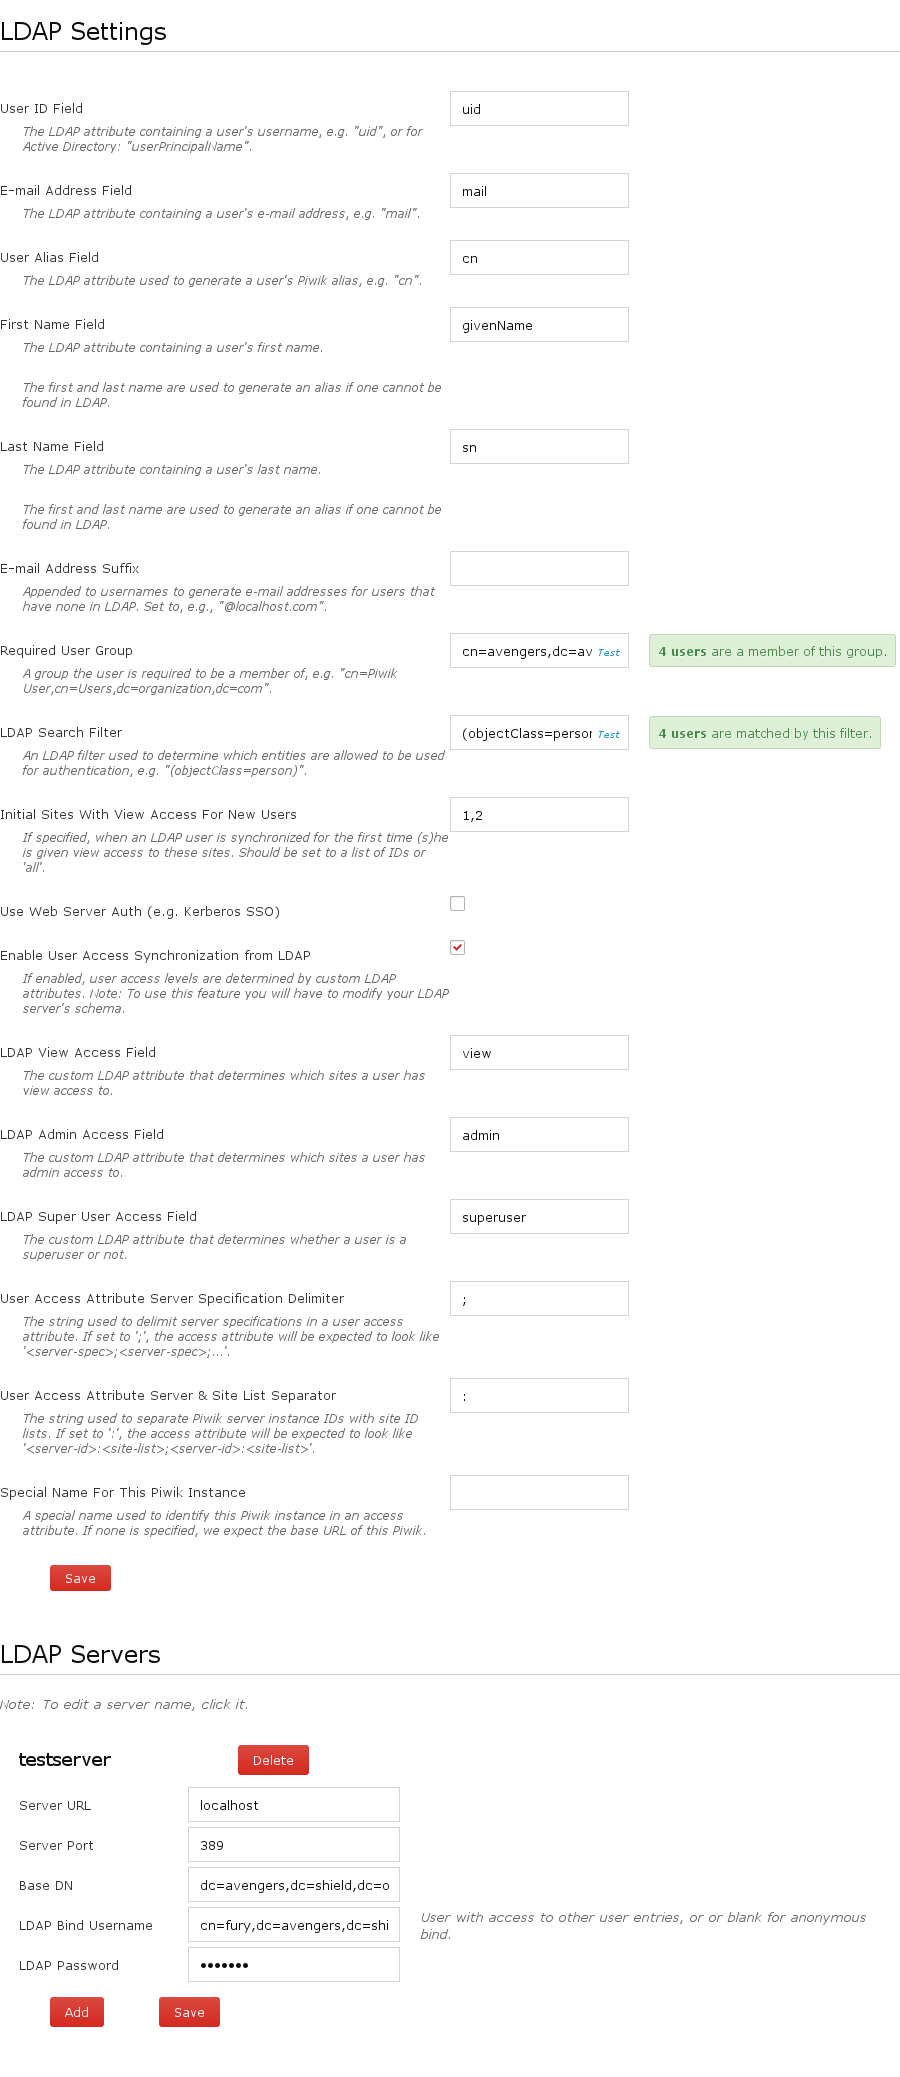 LDAP Settings
User ID Field
uid
The LDAP attribute containing a user's username, e.g. "uid", or for
Active Directory: "userPrincipalName".
E-mail Address Field
mail
The LDAP attribute containing a user's e-mail address, e.g. "mail".
User Alias Field
cn
The LDAP attribute used to generate a user's Piwik alias, e.g. "cn".
First Name Field
givenName
The LDAP attribute containing a user's first name.
The first and last name are used to generate an alias if one cannot be
found in LDAP.
Last Name Field
sn
The LDAP attribute containing a user's last name.
The first and last name are used to generate an alias if one cannot be
found in LDAP.
E-mail Address Suffix
Appended to usernames to generate e-mail addresses for users that
have none in LDAP. Set to, e.g., "@localhost.com".
Required User Group
cn=avengers,dc=av Test
4 users are a member of this group.
A group the user is required to be a member of, e.g. "cn=Piwik
User,cn=Users,dc=organization,dc=com".
LDAP Search Filter
(objectClass=person Test
4 users are matched by this filter.
An LDAP filter used to determine which entities are allowed to be used
for authentication, e.g. "(objectClass=person)".
Initial Sites With View Access For New Users
1,2
If specified, when an LDAP user is synchronized for the first time (s)he
is given view access to these sites. Should be set to a list of IDs or
'all'.
Use Web Server Auth (e.g. Kerberos SSO)
Enable User Access Synchronization from LDAP
If enabled, user access levels are determined by custom LDAP
attributes. Note: To use this feature you will have to modify your LDAP
server's schema.
LDAP View Access Field
view
The custom LDAP attribute that determines which sites a user has
view access to.
LDAP Admin Access Field
admin
The custom LDAP attribute that determines which sites a user has
admin access to.
LDAP Super User Access Field
superuser
The custom LDAP attribute that determines whether a user is a
superuser or not.
User Access Attribute Server Specification Delimiter
;
The string used to delimit server specifications in a user access
attribute. If set to ';', the access attribute will be expected to look like
'<server-spec>;<server-spec>;...'.
User Access Attribute Server & Site List Separator
:
The string used to separate Piwik server instance IDs with site ID
lists. If set to ':', the access attribute will be expected to look like
'<server-id>:<site-list>;<server-id>:<site-list>'.
Special Name For This Piwik Instance
A special name used to identify this Piwik instance in an access
attribute. If none is specified, we expect the base URL of this Piwik.
Save
LDAP Servers
Note: To edit a server name, click it.
testserver
Delete
Server URL
localhost
Server Port
389
Base DN
dc=avengers,dc=shield,dc=o
LDAP Bind Username
cn=fury,dc=avengers,dc=shi
User with access to other user entries, or or blank for anonymous
bind.
LDAP Password
•••••••
Add
Save